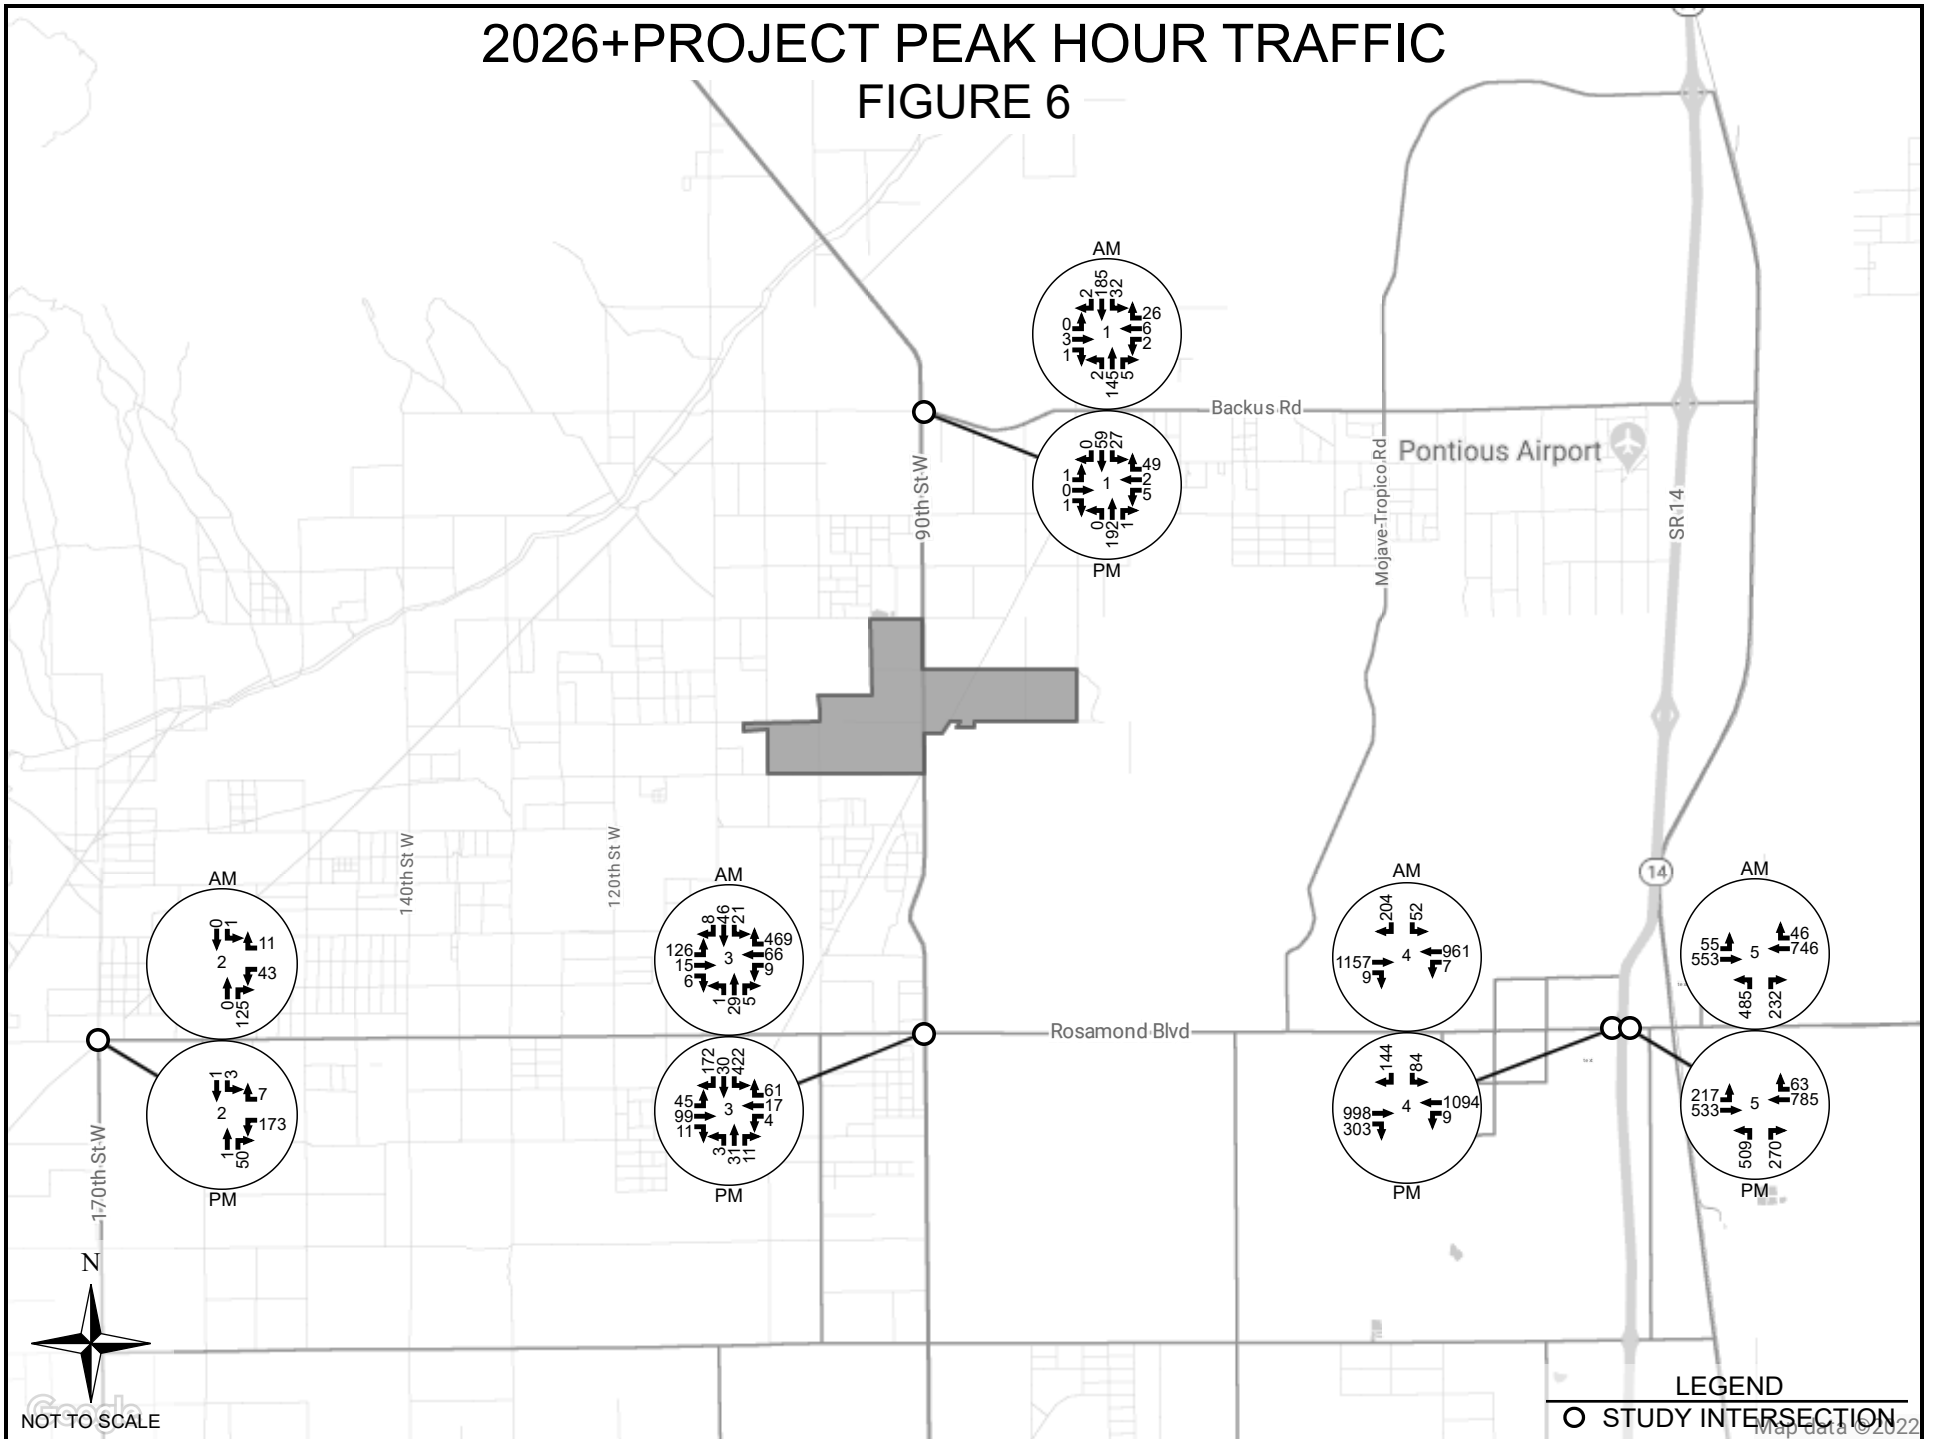 2026+PROJECT PEAK HOUR TRAFFIC
FIGURE 6
AM
2 185 32
0 3 1
1
26 6 2
2 145 5
Backus Rd
0 59 27
1 0 1
1
49 2 5
0 192 1
PM
Pontious Airport
90th St W
Mojave-Tropico Rd
SR 14
140th St W
120th St W
14
AM
0 1
11
2
43
0 125
1 3
7
2
173
1 50
PM
AM
8 46 21
126 15 6
3
469 66 9
1 29 5
172 30 422
45 99 11
3
61 17 4
3 31 11
PM
Rosamond Blvd
AM
204 52
1157 9
4
961 7
144 84
998 303
4
1094 9
PM
AM
55 553
5
46 746
485 232
217 533
5
63 785
509 270
PM
170th St W
N
NOT TO SCALE
Google
LEGEND
STUDY INTERSECTION
Map data ©2022